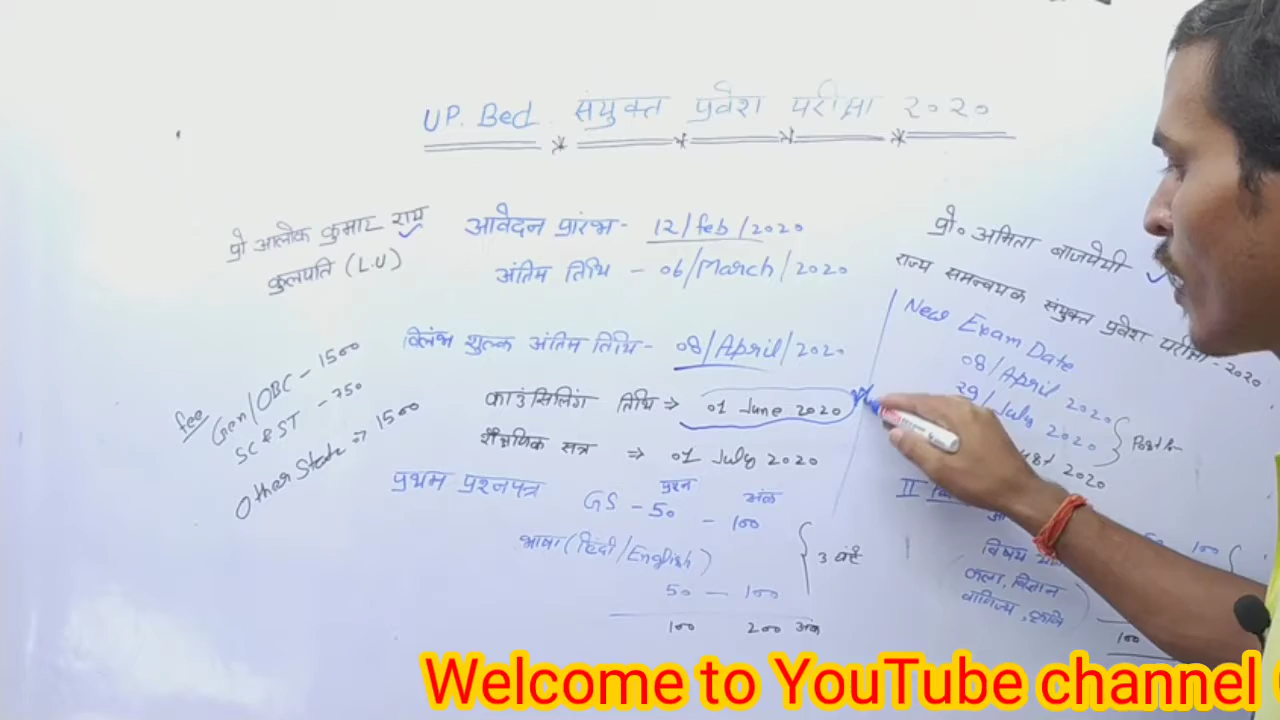 UP. Bed. संयुक्त प्रवेश परीक्षा २०२०
प्रो आलोक कुमार राय
कुलपति (L.U)
आवेदन प्रारंभ - 12/feb/2020
अंतिम तिथि - 06/March/2020
विलंब शुल्क अंतिम तिथि - 08/April/2020
काउंसिलिंग तिथि ⇒ 01 June 2020
शैक्षणिक सत्र ⇒ 01 July 2020
fee
Gen/OBC - 1500
SC & ST - 750
Other State ⇒ 1500
प्रथम प्रश्नपत्र
प्रश्न अंक
GS - 50 - 100
भाषा (हिंदी/English)
50 - 100
100 200 अंक
3 घंटे
प्रो० अमिता बाजपेयी
राज्य समन्वयक संयुक्त प्रवेश परीक्षा - 2020
New Exam Date
08/April 2020
29/July 2020
2020
II
50 100
विषय
कला, विज्ञान
वाणिज्य, कृषि
100
Welcome to YouTube channel